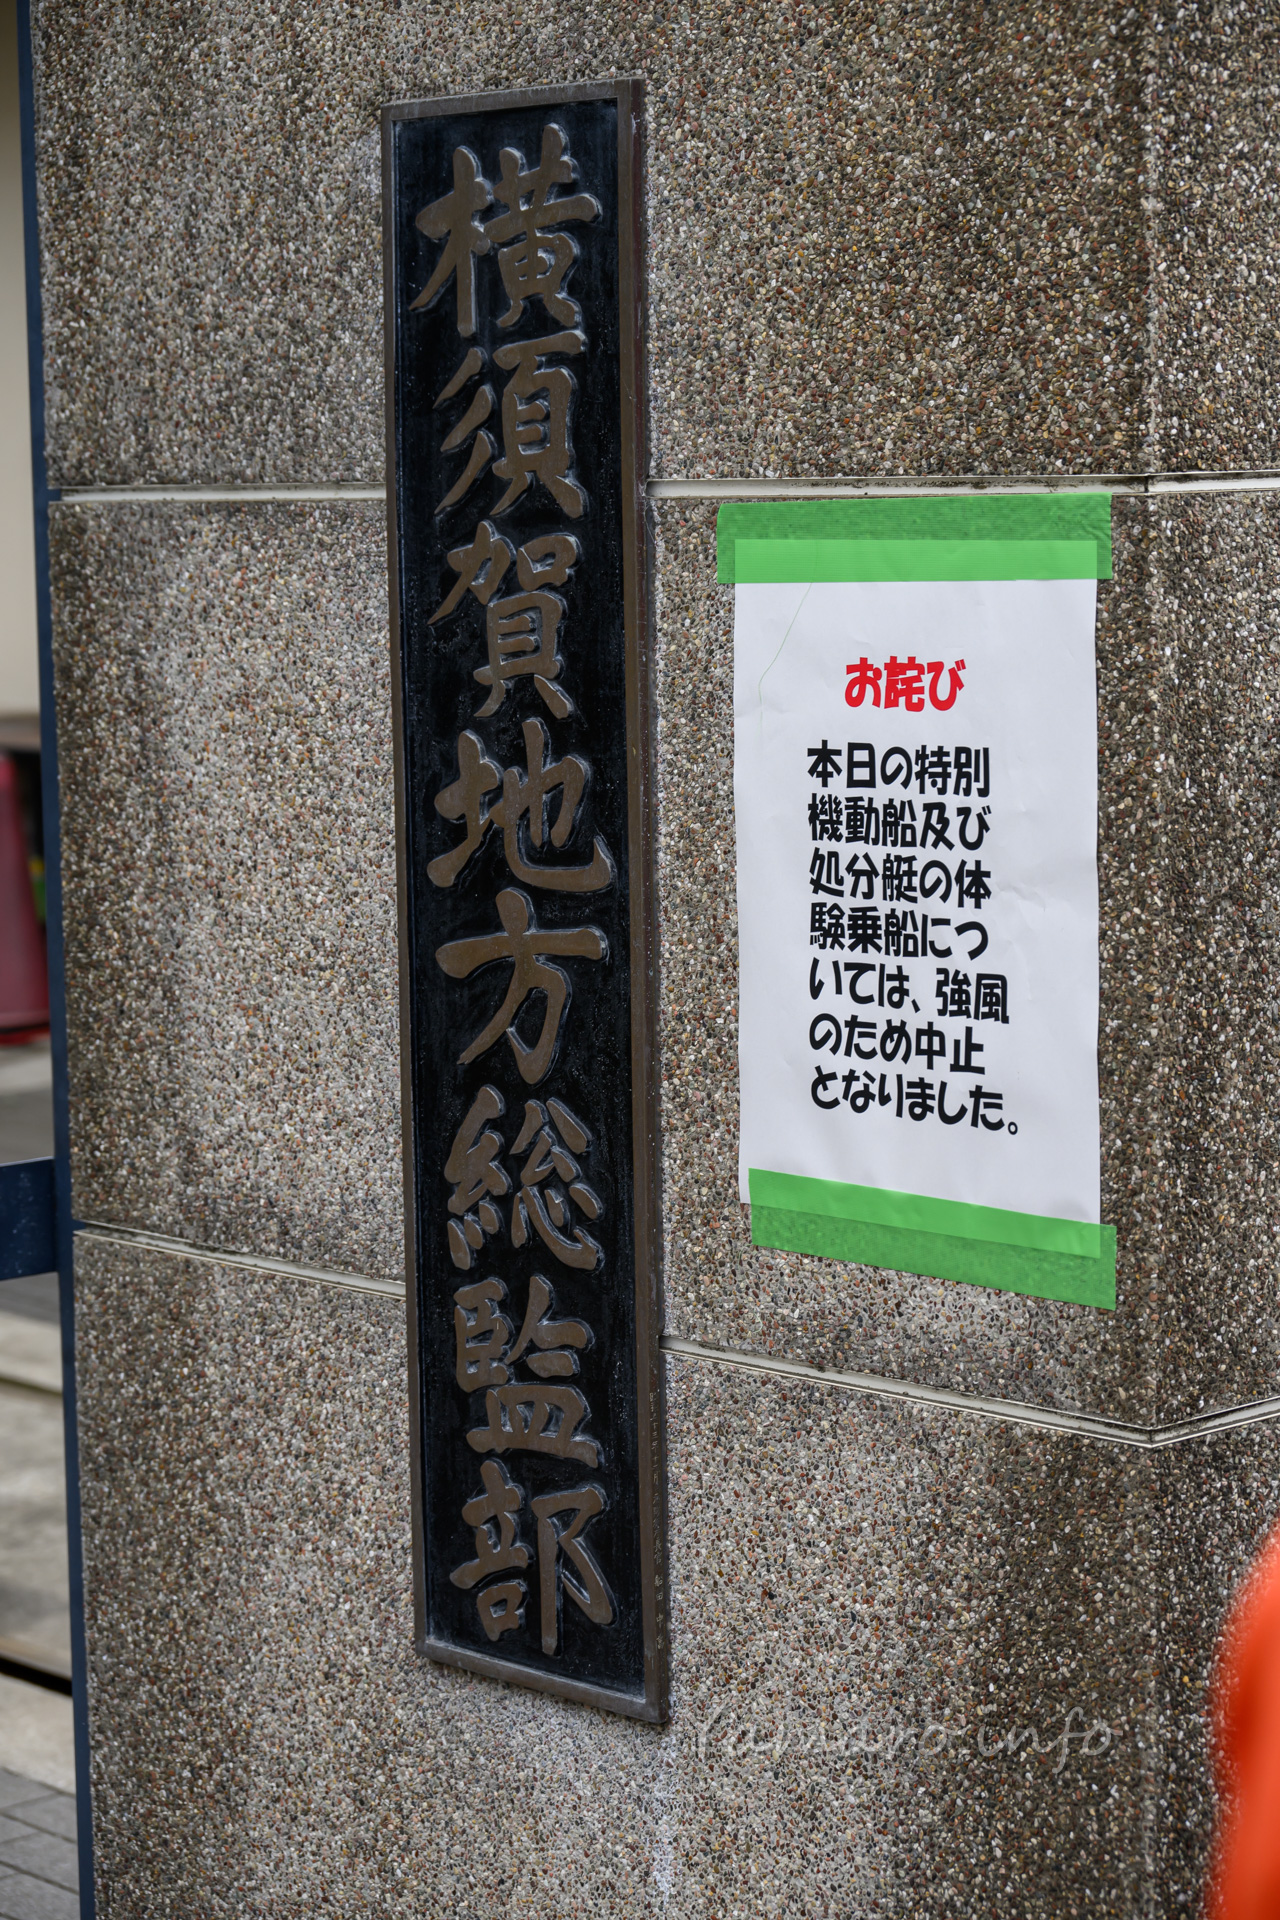 横須賀地方総監部
お詫び
本日の特別
機動船及び
処分艇の体
験乗船につ
いては、強風
のため中止
となりました。
Yamaro info